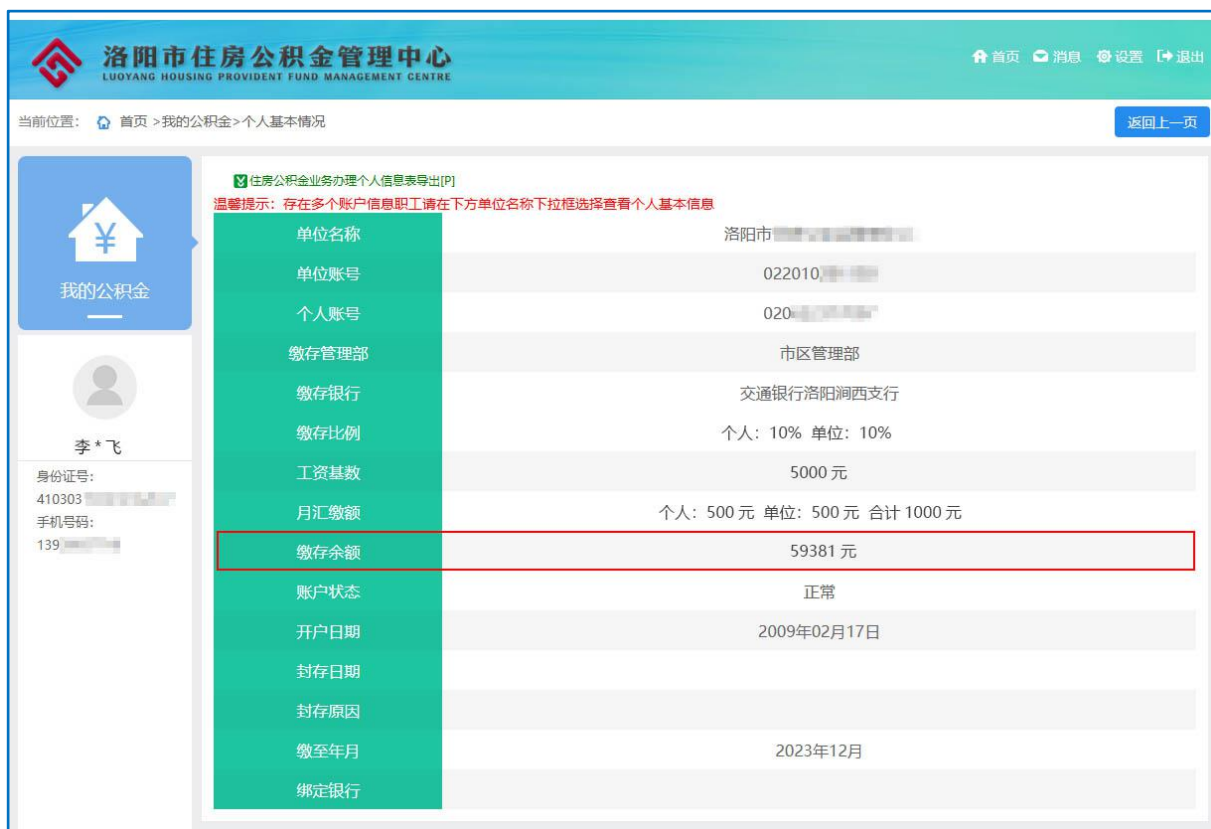 洛阳市住房公积金管理中心
LUOYANG HOUSING PROVIDENT FUND MANAGEMENT CENTRE
首页 消息 设置 退出
当前位置： 首页 >我的公积金>个人基本情况
返回上一页
我的公积金
李*飞
身份证号：
410303
手机号码：
139
住房公积金业务办理个人信息表导出[P]
温馨提示：存在多个账户信息职工请在下方单位名称下拉框选择查看个人基本信息
单位名称 洛阳市
单位账号 022010
个人账号 020
缴存管理部 市区管理部
缴存银行 交通银行洛阳涧西支行
缴存比例 个人：10% 单位：10%
工资基数 5000 元
月汇缴额 个人：500 元 单位：500 元 合计 1000 元
缴存余额 59381 元
账户状态 正常
开户日期 2009年02月17日
封存日期
封存原因
缴至年月 2023年12月
绑定银行